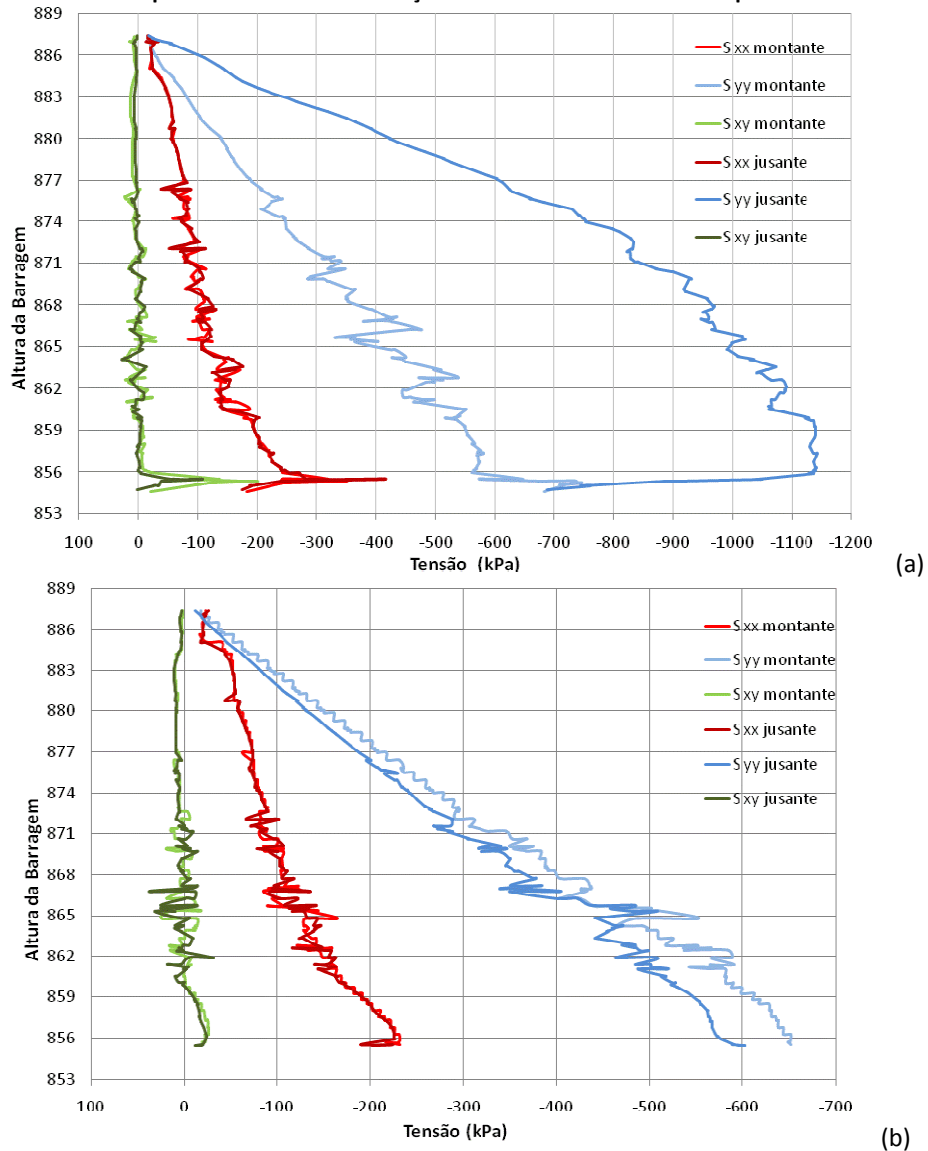 889
886
883
880
877
874
871
868
865
862
859
856
853
Altura da Barragem
Sxx montante
Syy montante
Sxy montante
Sxx jusante
Syy jusante
Sxy jusante
100 0 -100 -200 -300 -400 -500 -600 -700 -800 -900 -1000 -1100 -1200
Tensão (kPa)
(a)
889
886
883
880
877
874
871
868
865
862
859
856
853
Altura da Barragem
Sxx montante
Syy montante
Sxy montante
Sxx jusante
Syy jusante
Sxy jusante
100 0 -100 -200 -300 -400 -500 -600 -700
Tensão (kPa)
(b)